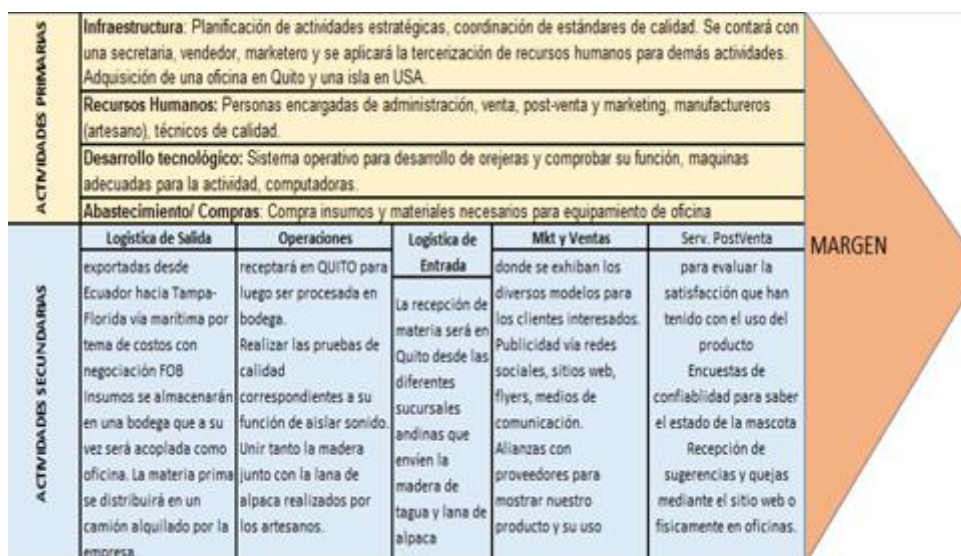 ACTIVIDADES PRIMARIAS
Infraestructura: Planificación de actividades estratégicas, coordinación de estándares de calidad. Se contará con
una secretaria, vendedor, marketero y se aplicará la tercerización de recursos humanos para demás actividades.
Adquisición de una oficina en Quito y una isla en USA.
Recursos Humanos: Personas encargadas de administración, venta, post-venta y marketing, manufactureros
(artesano), técnicos de calidad.
Desarrollo tecnológico: Sistema operativo para desarrollo de orejeras y comprobar su función, maquinas
adecuadas para la actividad, computadoras.
Abastecimiento/ Compras: Compra insumos y materiales necesarios para equipamiento de oficina
ACTIVIDADES SECUNDARIAS
Logística de Salida
exportadas desde
Ecuador hacia Tampa-
Florida vía marítima por
tema de costos con
negociación FOB
Insumos se almacenarán
en una bodega que a su
vez será acoplada como
oficina. La materia prima
se distribuirá en un
camión alquilado por la
empresa.
Operaciones
receptará en QUITO para
luego ser procesada en
bodega.
Realizar las pruebas de
calidad
correspondientes a su
función de aislar sonido.
Unir tanto la madera
junto con la lana de
alpaca realizados por
los artesanos.
Logística de
Entrada
La recepción de
materia será en
Quito desde las
diferentes
sucursales
andinas que
envíen la
madera de
tagua y lana de
alpaca
Mkt y Ventas
donde se exhiban los
diversos modelos para
los clientes interesados.
Publicidad vía redes
sociales, sitios web,
flyers, medios de
comunicación.
Alianzas con
proveedores para
mostrar nuestro
producto y su uso
Serv. PostVenta
para evaluar la
satisfacción que han
tenido con el uso del
producto
Encuestas de
confiablidad para saber
el estado de la mascota
Recepción de
sugerencias y quejas
mediante el sitio web o
físicamente en oficinas.
MARGEN